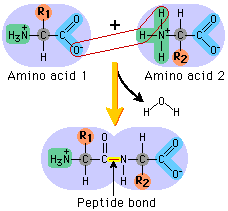 R1
H
H3N+ C C O
O-
H
+
H
H
H N+ C C O
O-
H
R2
Amino acid 1
Amino acid 2
O
H H
R1
O
H
H
O
H3N+ C C N C C
O-
H
R2
Peptide bond